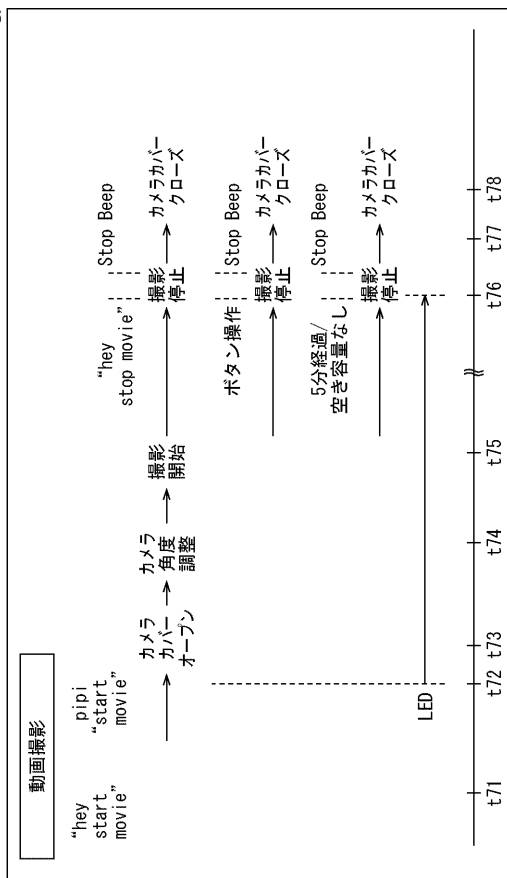 動画撮影
“hey
start
movie”
pipi
“start
movie”
カメラ
カバー
オープン
カメラ
角度
調整
撮影
開始
“hey
stop movie”
撮影
停止
Stop Beep
カメラカバー
クローズ
ボタン操作
撮影
停止
Stop Beep
カメラカバー
クローズ
5分経過/
空き容量なし
撮影
停止
Stop Beep
カメラカバー
クローズ
LED
t71
t72
t73
t74
t75
t76
t77
t78